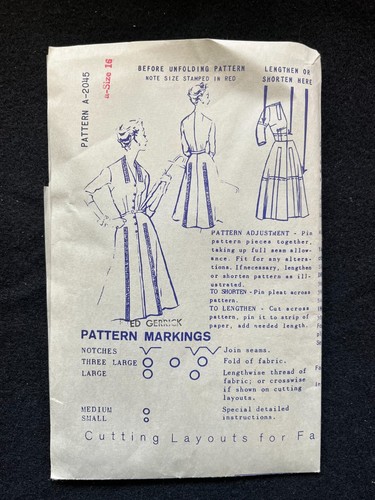 PATTERN A-2045
a-Size 16
BEFORE UNFOLDING PATTERN
NOTE SIZE STAMPED IN RED
LENGTHEN OR
SHORTEN HERE
PATTERN ADJUSTMENT - Pin
pattern pieces together,
taking up full seam allow-
ance. Fit for any altera-
tions. If necessary, lengthen
or shorten pattern as ill-
ustrated.
TO SHORTEN - Pin pleat across
pattern.
TO LENGTHEN - Cut across
pattern, pin it to strip of
paper, add needed length.
ED GERRICK
PATTERN MARKINGS
NOTCHES Join seams.
THREE LARGE Fold of fabric.
LARGE Lengthwise thread of
fabric; or crosswise
if shown on cutting
layouts.
MEDIUM Special detailed
SMALL instructions.
Cutting Layouts for Fa